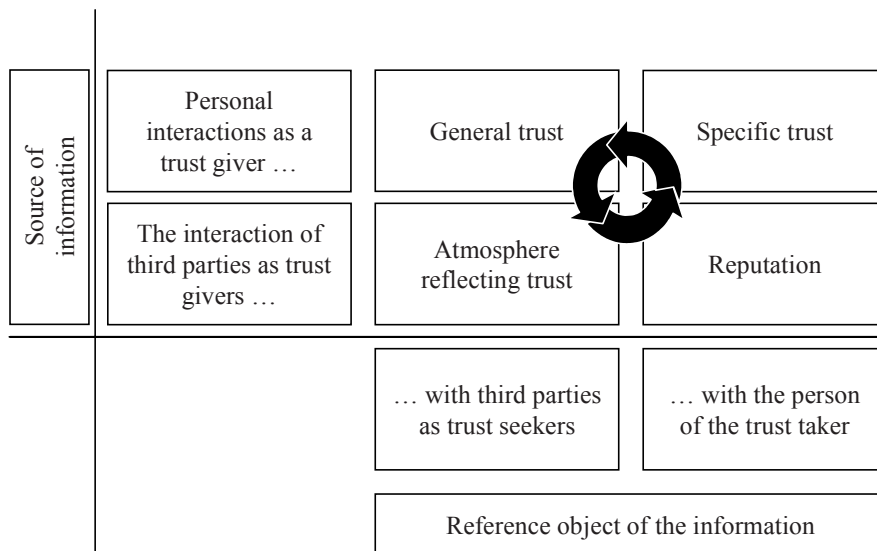 Source of
information
Personal
interactions as a
trust giver …
General trust
Specific trust
The interaction of
third parties as trust
givers …
Atmosphere
reflecting trust
Reputation
… with third parties
as trust seekers
… with the person
of the trust taker
Reference object of the information